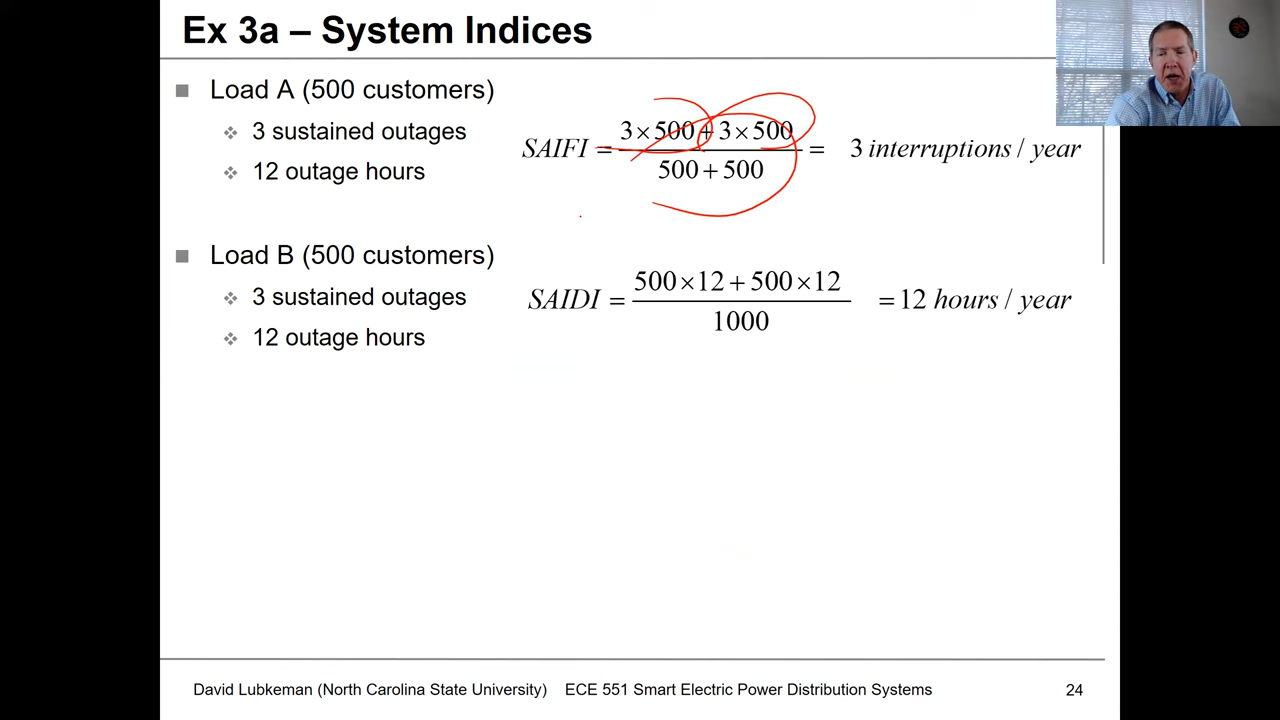 Ex 3a – System Indices
Load A (500 customers)
3 sustained outages
12 outage hours
SAIFI = (3×500+3×500)/(500+500) = 3 interruptions / year
Load B (500 customers)
3 sustained outages
12 outage hours
SAIDI = (500×12+500×12)/1000 = 12 hours / year
David Lubkeman (North Carolina State University) ECE 551 Smart Electric Power Distribution Systems 24